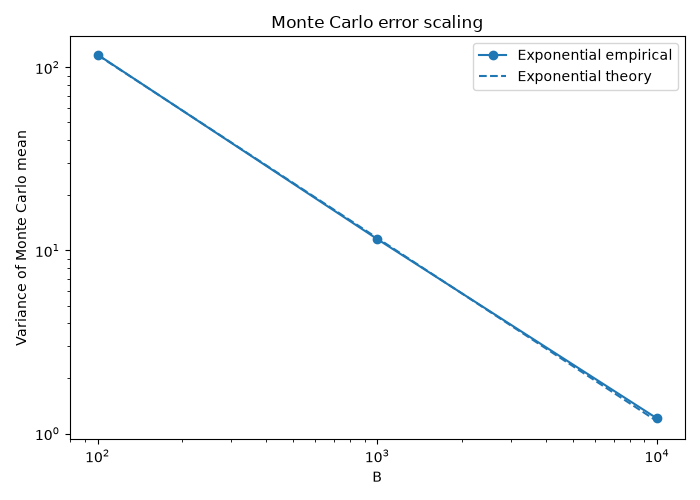 Monte Carlo error scaling
Exponential empirical
Exponential theory
Variance of Monte Carlo mean
10²
10¹
10⁰
10²
10³
10⁴
B